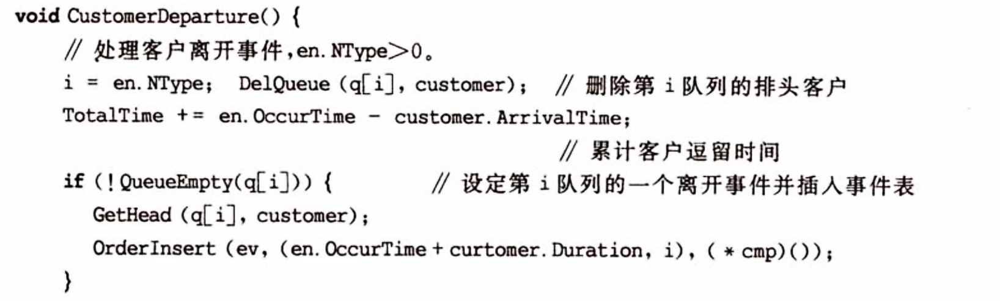 void CustomerDeparture() {
// 处理客户离开事件,en.NType>0。
i = en.NType; DelQueue (q[i], customer); // 删除第 i 队列的排头客户
TotalTime += en.OccurTime - customer.ArrivalTime;
// 累计客户逗留时间
if (!QueueEmpty(q[i])) { // 设定第 i 队列的一个离开事件并插入事件表
GetHead (q[i], customer);
OrderInsert (ev, (en.OccurTime + curtomer.Duration, i), ( * cmp)());
}